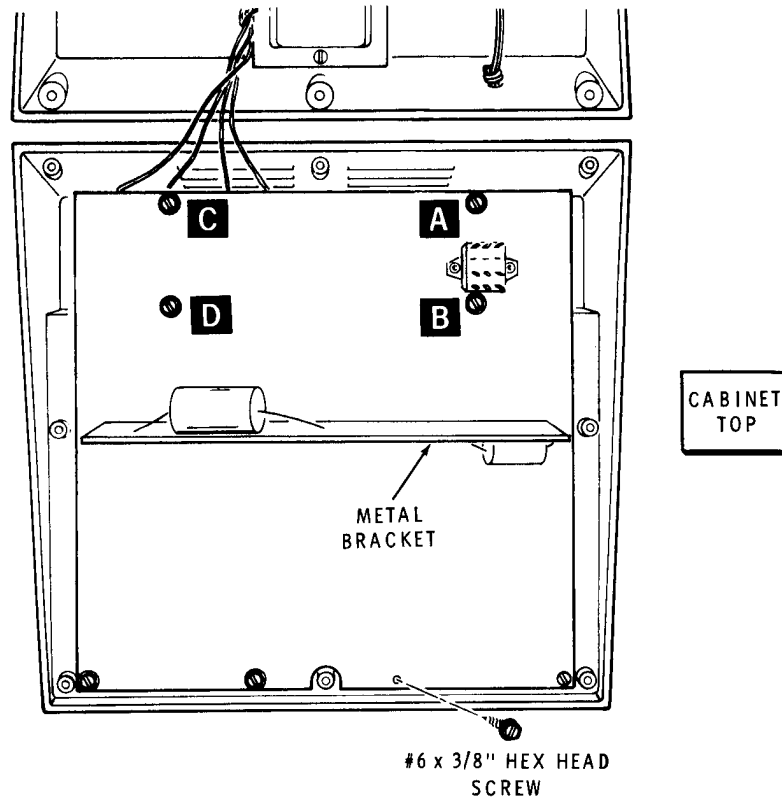 C
A
D
B
CABINET
TOP
METAL
BRACKET
#6 x 3/8" HEX HEAD
SCREW